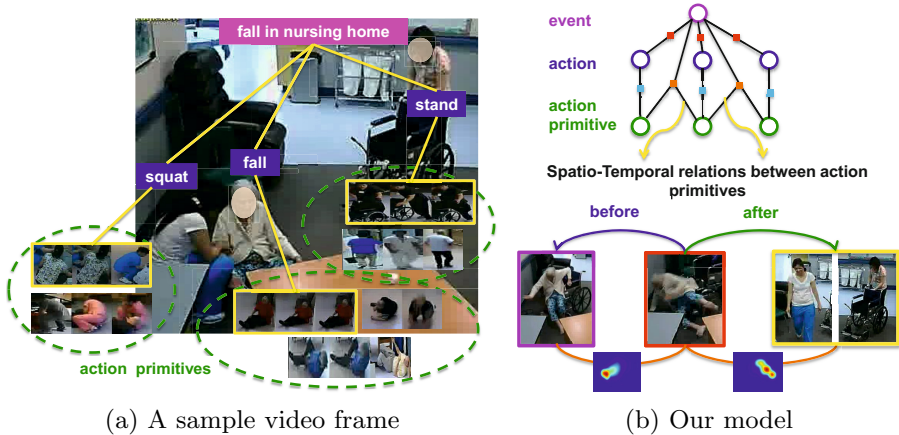 fall in nursing home
stand
fall
squat
action primitives
(a) A sample video frame
event
action
action
primitive
Spatio-Temporal relations between action
primitives
before
after
(b) Our model